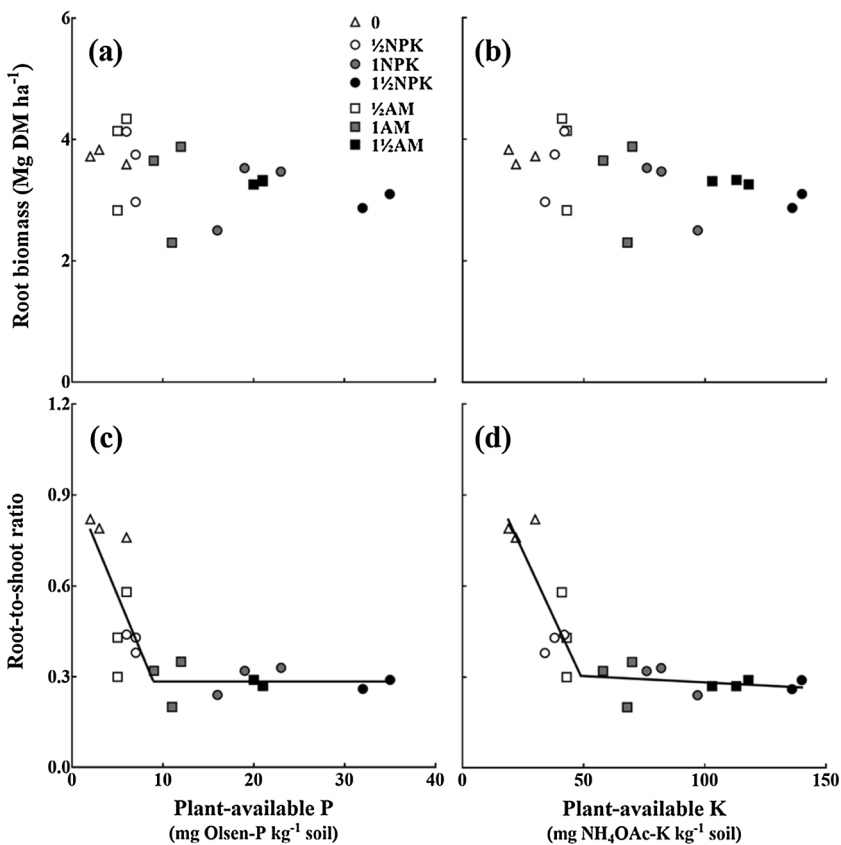 6
4
2
0
Root biomass (Mg DM ha⁻¹)
(a)
0
½NPK
1NPK
1½NPK
½AM
1AM
1½AM
(b)
1.2
0.9
0.6
0.3
0.0
Root-to-shoot ratio
(c)
0 10 20 30 40
Plant-available P
(mg Olsen-P kg⁻¹ soil)
(d)
0 50 100 150
Plant-available K
(mg NH₄OAc-K kg⁻¹ soil)